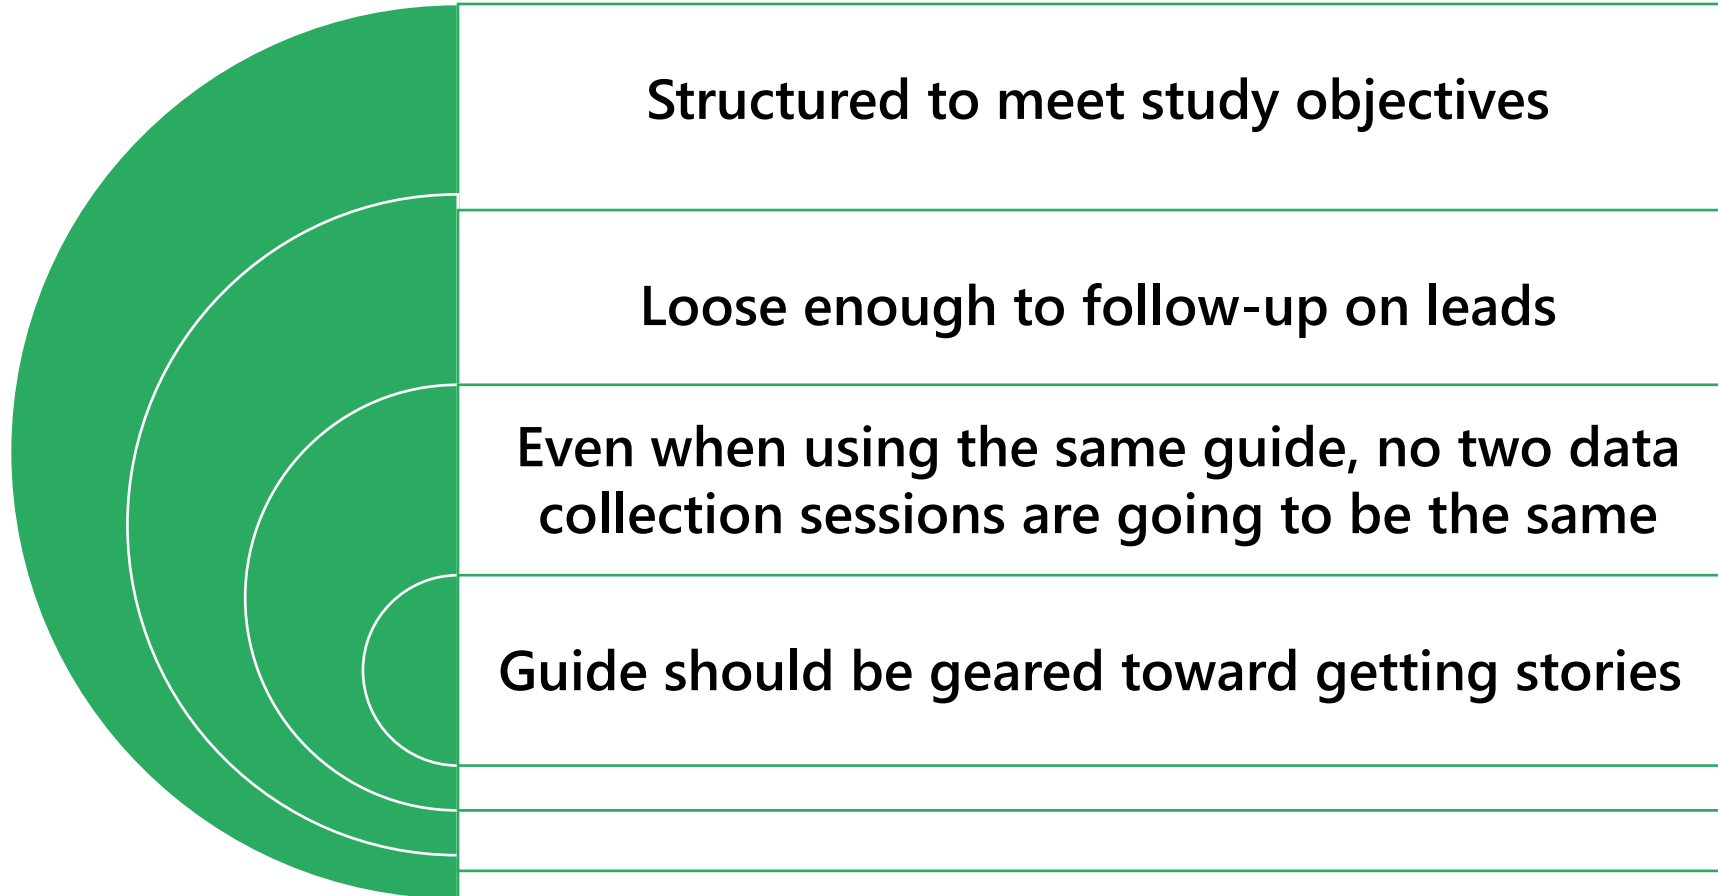 Structured to meet study objectives
Loose enough to follow-up on leads
Even when using the same guide, no two data
collection sessions are going to be the same
Guide should be geared toward getting stories